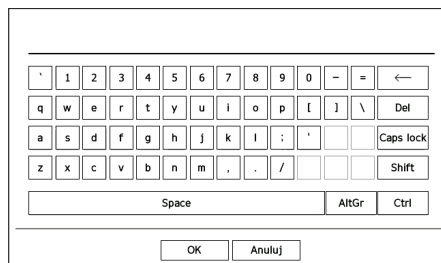 ` 1 2 3 4 5 6 7 8 9 0 - = ←
q w e r t y u i o p [ ] \ Del
a s d f g h j k l ; ' Caps lock
z x c v b n m , . / Shift
Space AltGr Ctrl
OK Anuluj